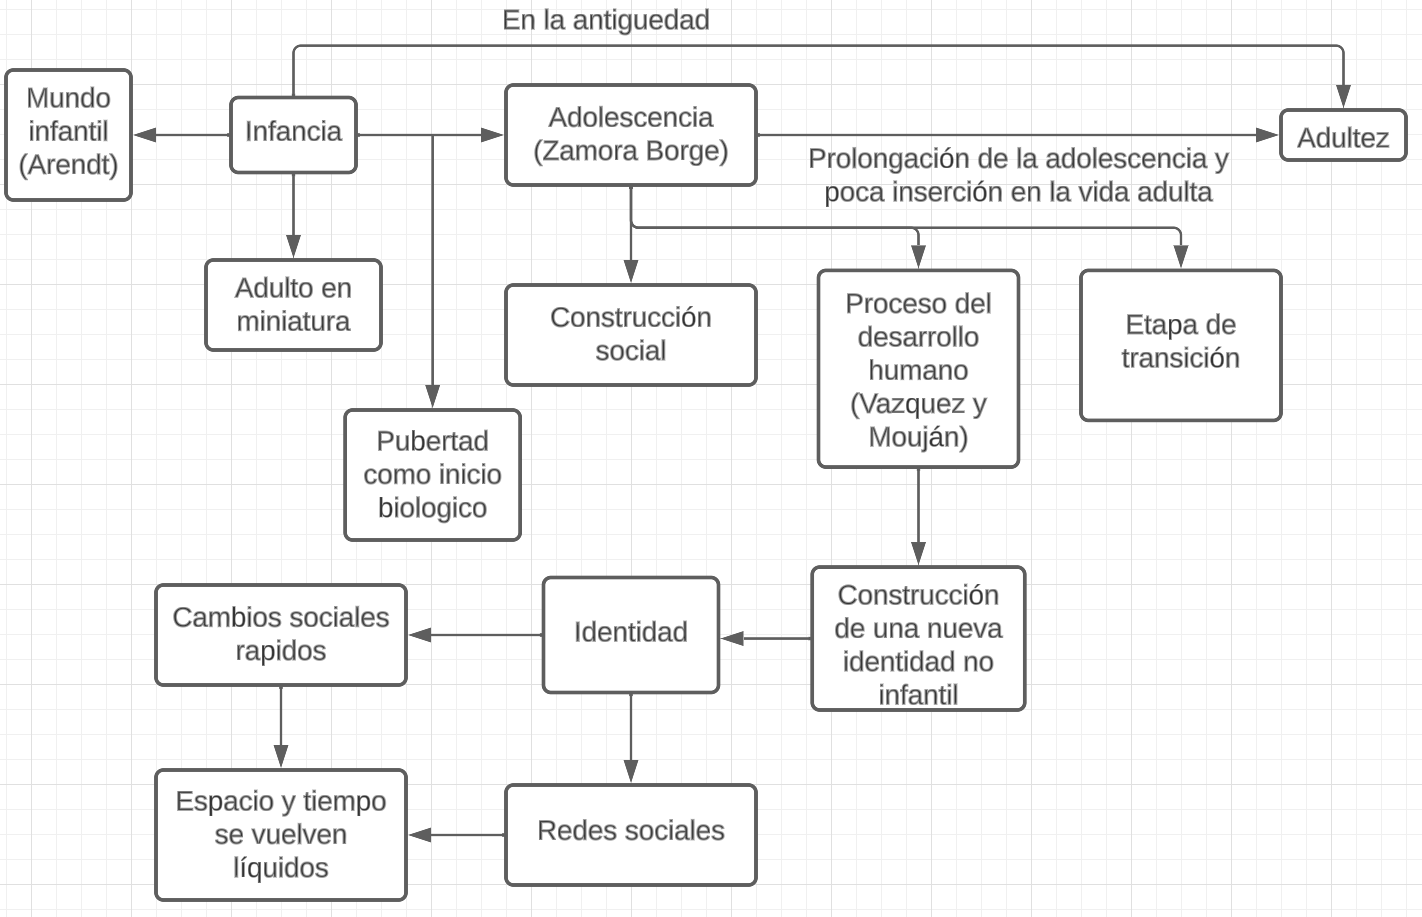 En la antiguedad
Mundo
infantil
(Arendt)
Infancia
Adolescencia
(Zamora Borge)
Adultez
Prolongación de la adolescencia y
poca inserción en la vida adulta
Adulto en
miniatura
Construcción
social
Proceso del
desarrollo
humano
(Vazquez y
Mouján)
Etapa de
transición
Pubertad
como inicio
biologico
Cambios sociales
rapidos
Identidad
Construcción
de una nueva
identidad no
infantil
Espacio y tiempo
se vuelven
líquidos
Redes sociales